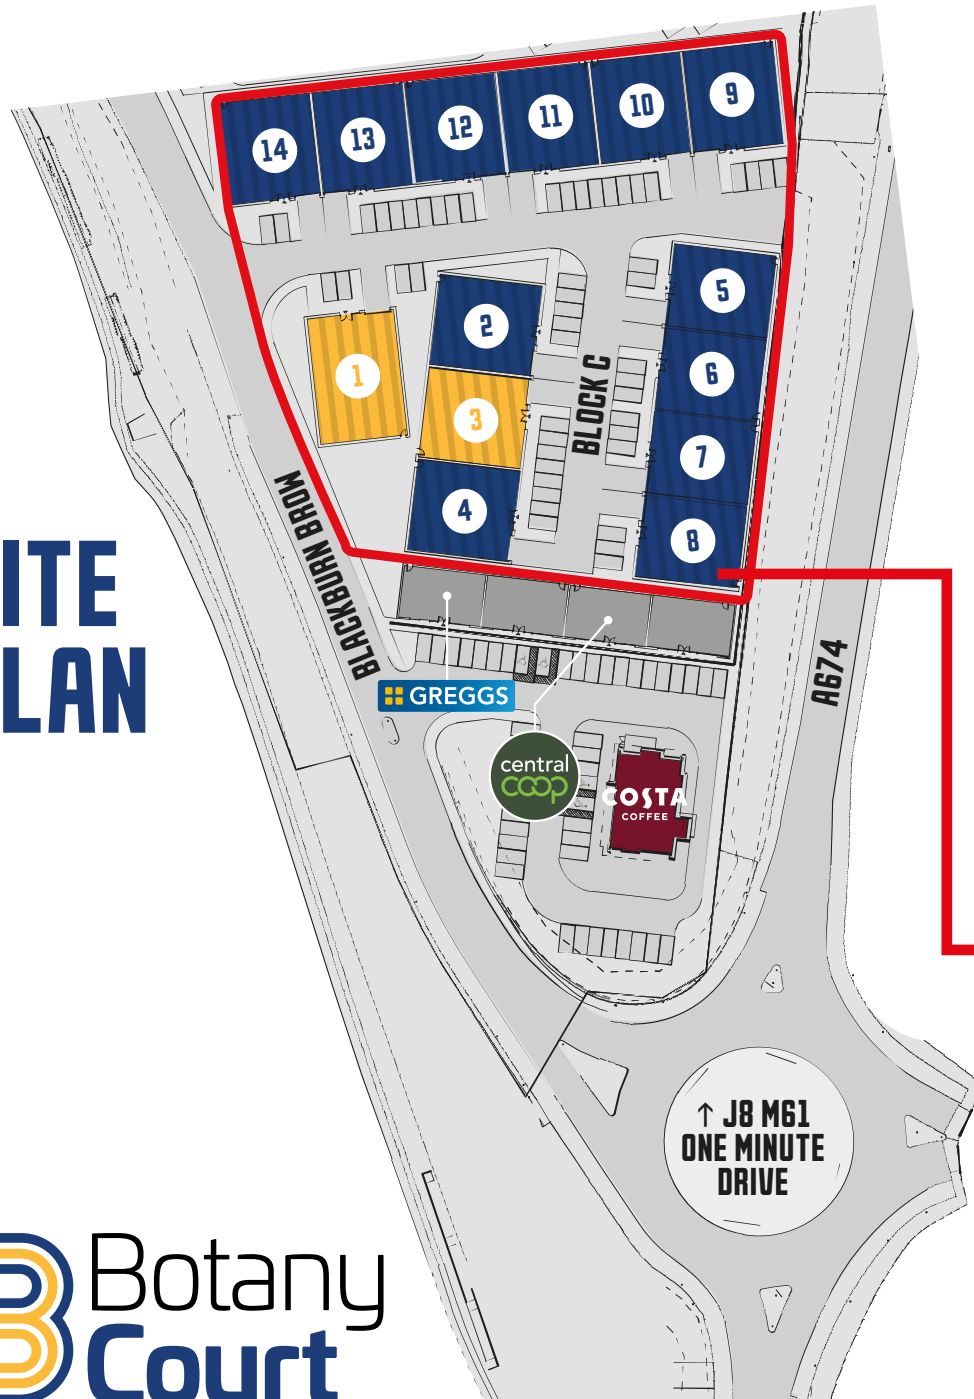 14
13
12
11
10
9
5
2
6
1
3
7
4
8
BLOCK C
BLACKBURN BROW
A674
ITE
LAN
GREGGS
central
coop
COSTA
COFFEE
↑ J8 M61
ONE MINUTE
DRIVE
Botany
Court